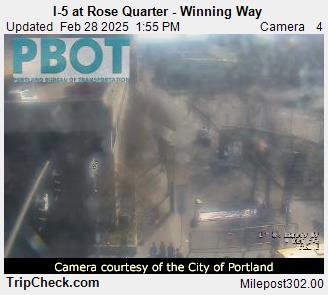 I-5 at Rose Quarter - Winning Way
Updated Feb 28 2025 1:55 PM Camera 4
PBOT
PORTLAND BUREAU OF TRANSPORTATION
Camera courtesy of the City of Portland
TripCheck.com Milepost302.00